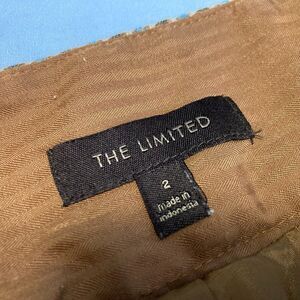 THE LIMITED
2
made in
indonesia